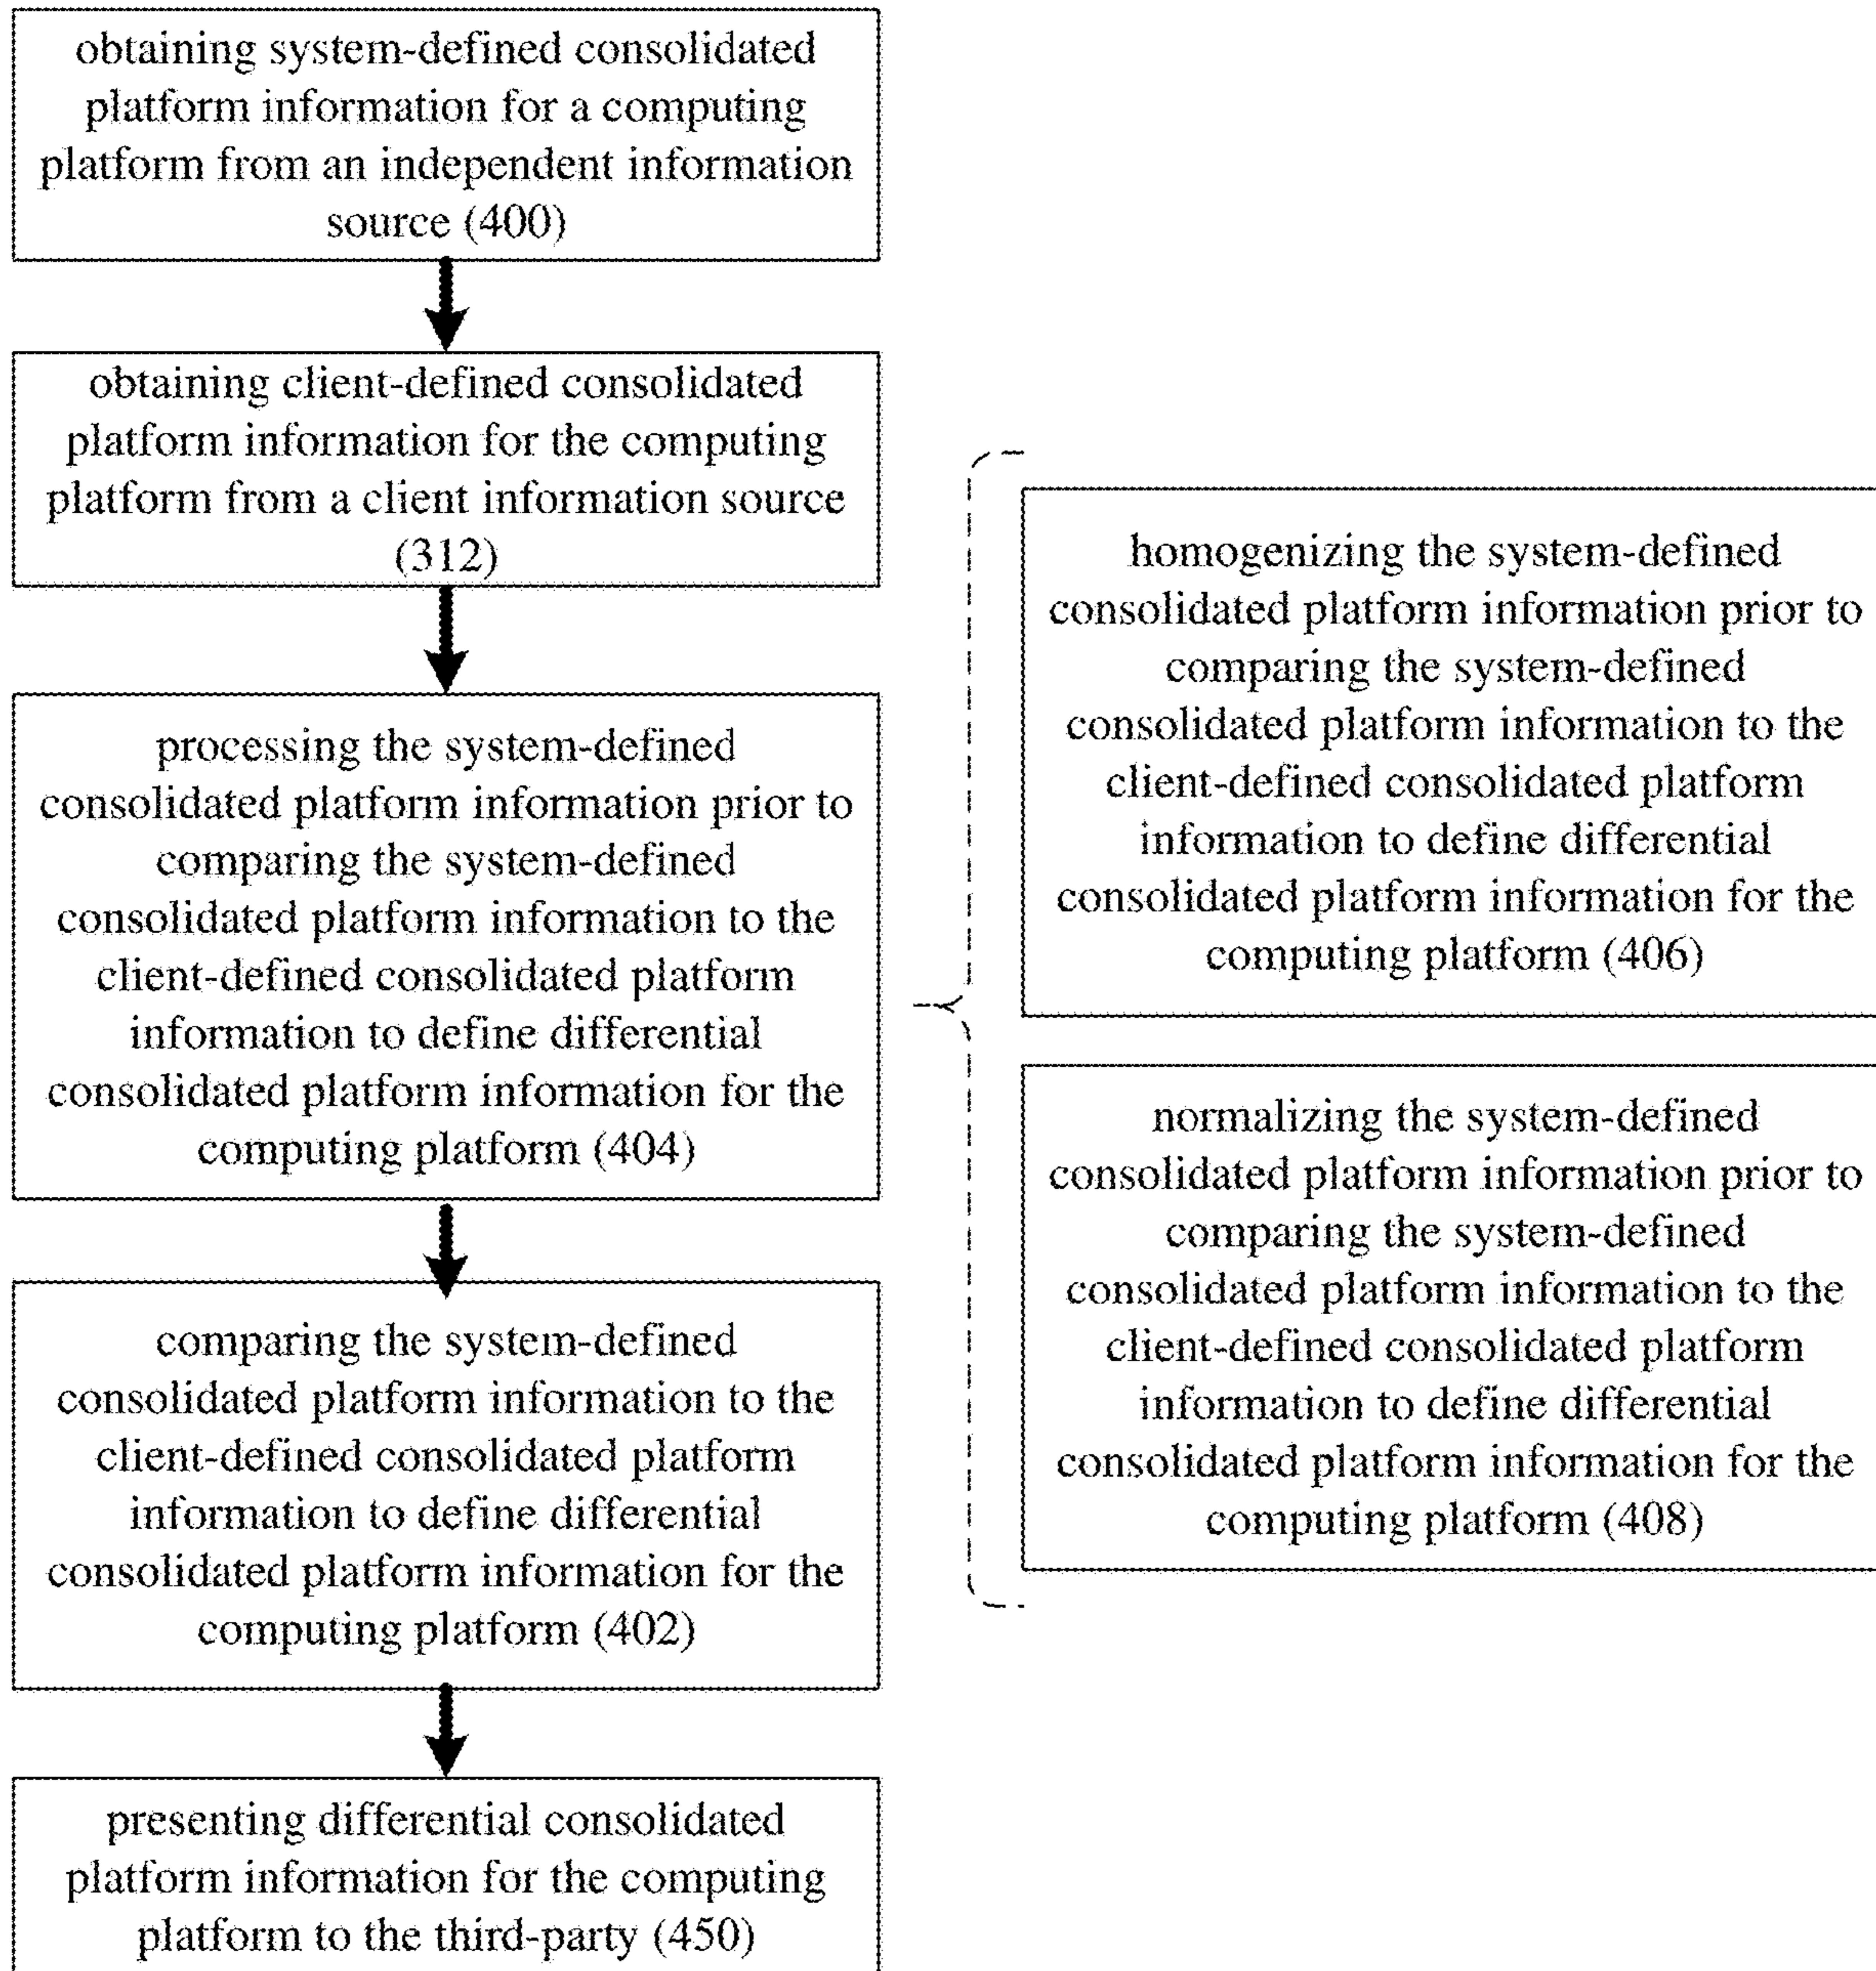 obtaining system-defined consolidated
platform information for a computing
platform from an independent information
source (400)
obtaining client-defined consolidated
platform information for the computing
platform from a client information source
(312)
processing the system-defined
consolidated platform information prior to
comparing the system-defined
consolidated platform information to the
client-defined consolidated platform
information to define differential
consolidated platform information for the
computing platform (404)
comparing the system-defined
consolidated platform information to the
client-defined consolidated platform
information to define differential
consolidated platform information for the
computing platform (402)
presenting differential consolidated
platform information for the computing
platform to the third-party (450)
homogenizing the system-defined
consolidated platform information prior to
comparing the system-defined
consolidated platform information to the
client-defined consolidated platform
information to define differential
consolidated platform information for the
computing platform (406)
normalizing the system-defined
consolidated platform information prior to
comparing the system-defined
consolidated platform information to the
client-defined consolidated platform
information to define differential
consolidated platform information for the
computing platform (408)